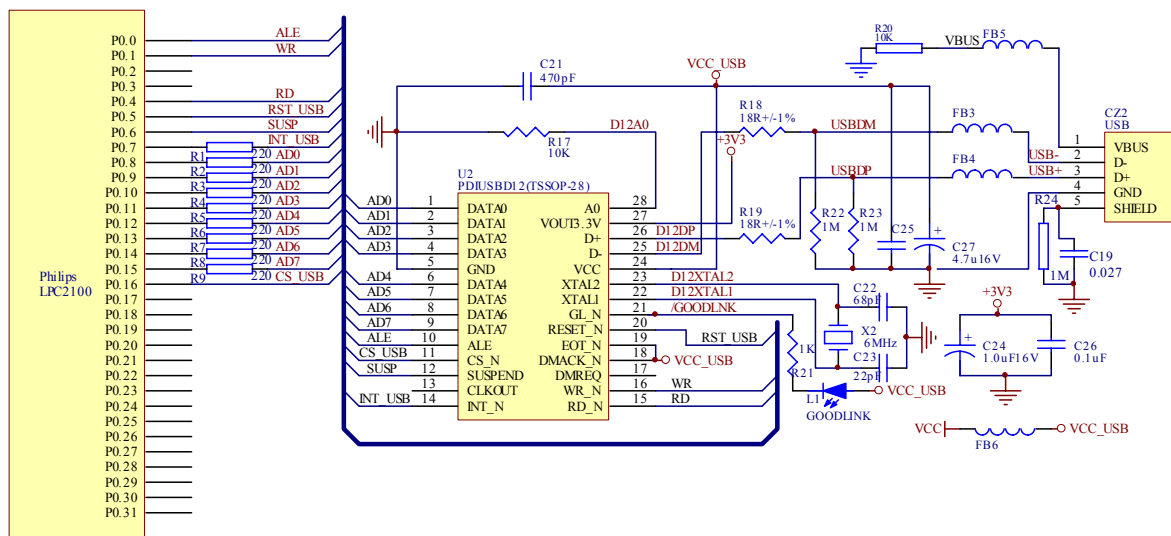 Philips
LPC2100
P0.0
P0.1
P0.2
P0.3
P0.4
P0.5
P0.6
P0.7
P0.8
P0.9
P0.10
P0.11
P0.12
P0.13
P0.14
P0.15
P0.16
P0.17
P0.18
P0.19
P0.20
P0.21
P0.22
P0.23
P0.24
P0.25
P0.26
P0.27
P0.28
P0.29
P0.30
P0.31
ALE
WR
RD
RST_USB
SUSP
INT_USB
R1 220 AD0
R2 220 AD1
R3 220 AD2
R4 220 AD3
R5 220 AD4
R6 220 AD5
R7 220 AD6
R8 220 AD7
R9 220 CS_USB
C21
470pF
R17
10K
D12A0
U2
PDIUSBD12(TSSOP-28)
AD0 1 DATA0
AD1 2 DATA1
AD2 3 DATA2
AD3 4 DATA3
5 GND
AD4 6 DATA4
AD5 7 DATA5
AD6 8 DATA6
AD7 9 DATA7
ALE 10 ALE
CS_USB 11 CS_N
SUSP 12 SUSPEND
13 CLKOUT
INT_USB 14 INT_N
A0 28
VOUT3.3V 27
D+ 26 D12DP
D- 25 D12DM
VCC 24
XTAL2 23 D12XTAL2
XTAL1 22 D12XTAL1
GL_N 21 /GOODLNK
RESET_N 20 RST_USB
EOT_N 19
DMACK_N 18 VCC_USB
DMREQ 17
WR_N 16 WR
RD_N 15 RD
VCC_USB
R18
18R+/-1%
+3V3
R19
18R+/-1%
USBDM
USBDP
R22
1M
R23
1M
C25
C27
4.7u16V
R20
10K
VBUS
FB5
FB3
FB4
USB-
USB+
CZ2
USB
1 VBUS
2 D-
3 D+
4 GND
5 SHIELD
R24
1M
C19
0.027
C22
68pF
X2
6MHz
C23
22pF
1K
R21
L1
GOODLINK
VCC_USB
+3V3
C24
1.0uF16V
C26
0.1uF
VCC
FB6
VCC_USB